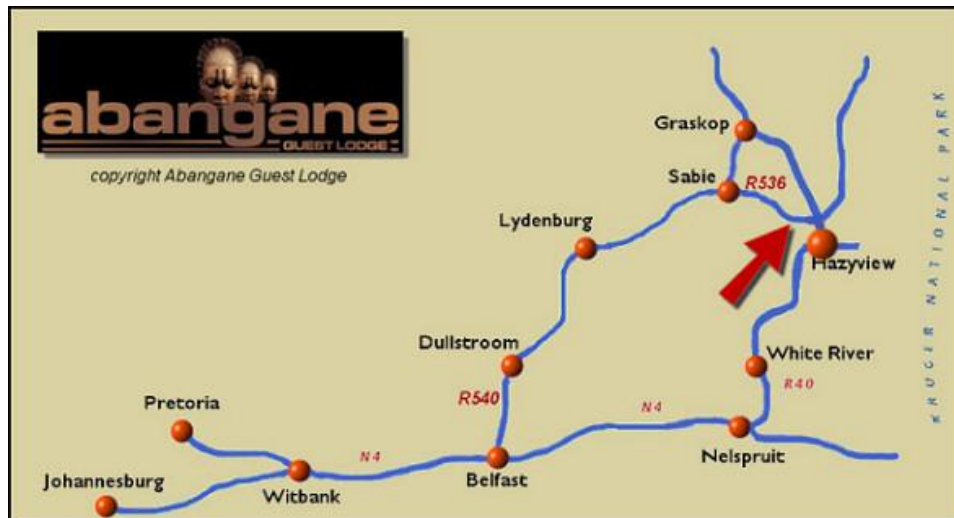 abangane
GUEST LODGE
copyright Abangane Guest Lodge
Graskop
Sabie
R536
Lydenburg
Hazyview
KRUGER NATIONAL PARK
Dullstroom
White River
R540
R40
Pretoria
N4
N4
Johannesburg
Witbank
Belfast
Nelspruit